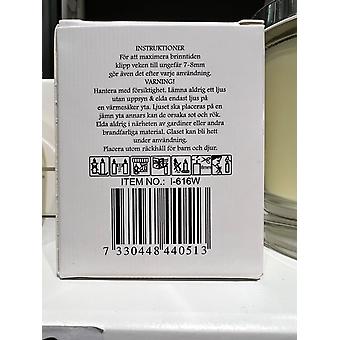 INSTRUKTIONER
För att maximera brinntiden
klipp veken till ungefär 7-8mm
gör även det efter varje användning.
VARNING!
Hantera med försiktighet. Lämna aldrig ett ljus
utan uppsyn & elda endast ljus på
en värmesäker yta. Ljuset ska placeras på en
jämn yta annars kan de orsaka sot och rök.
Elda aldrig i närheten av gardiner eller andra
brandfarliga material. Glaset kan bli hett
under användning.
Placera utom räckhåll för barn och djur.
ITEM NO.: I-616W
7 330448 440513